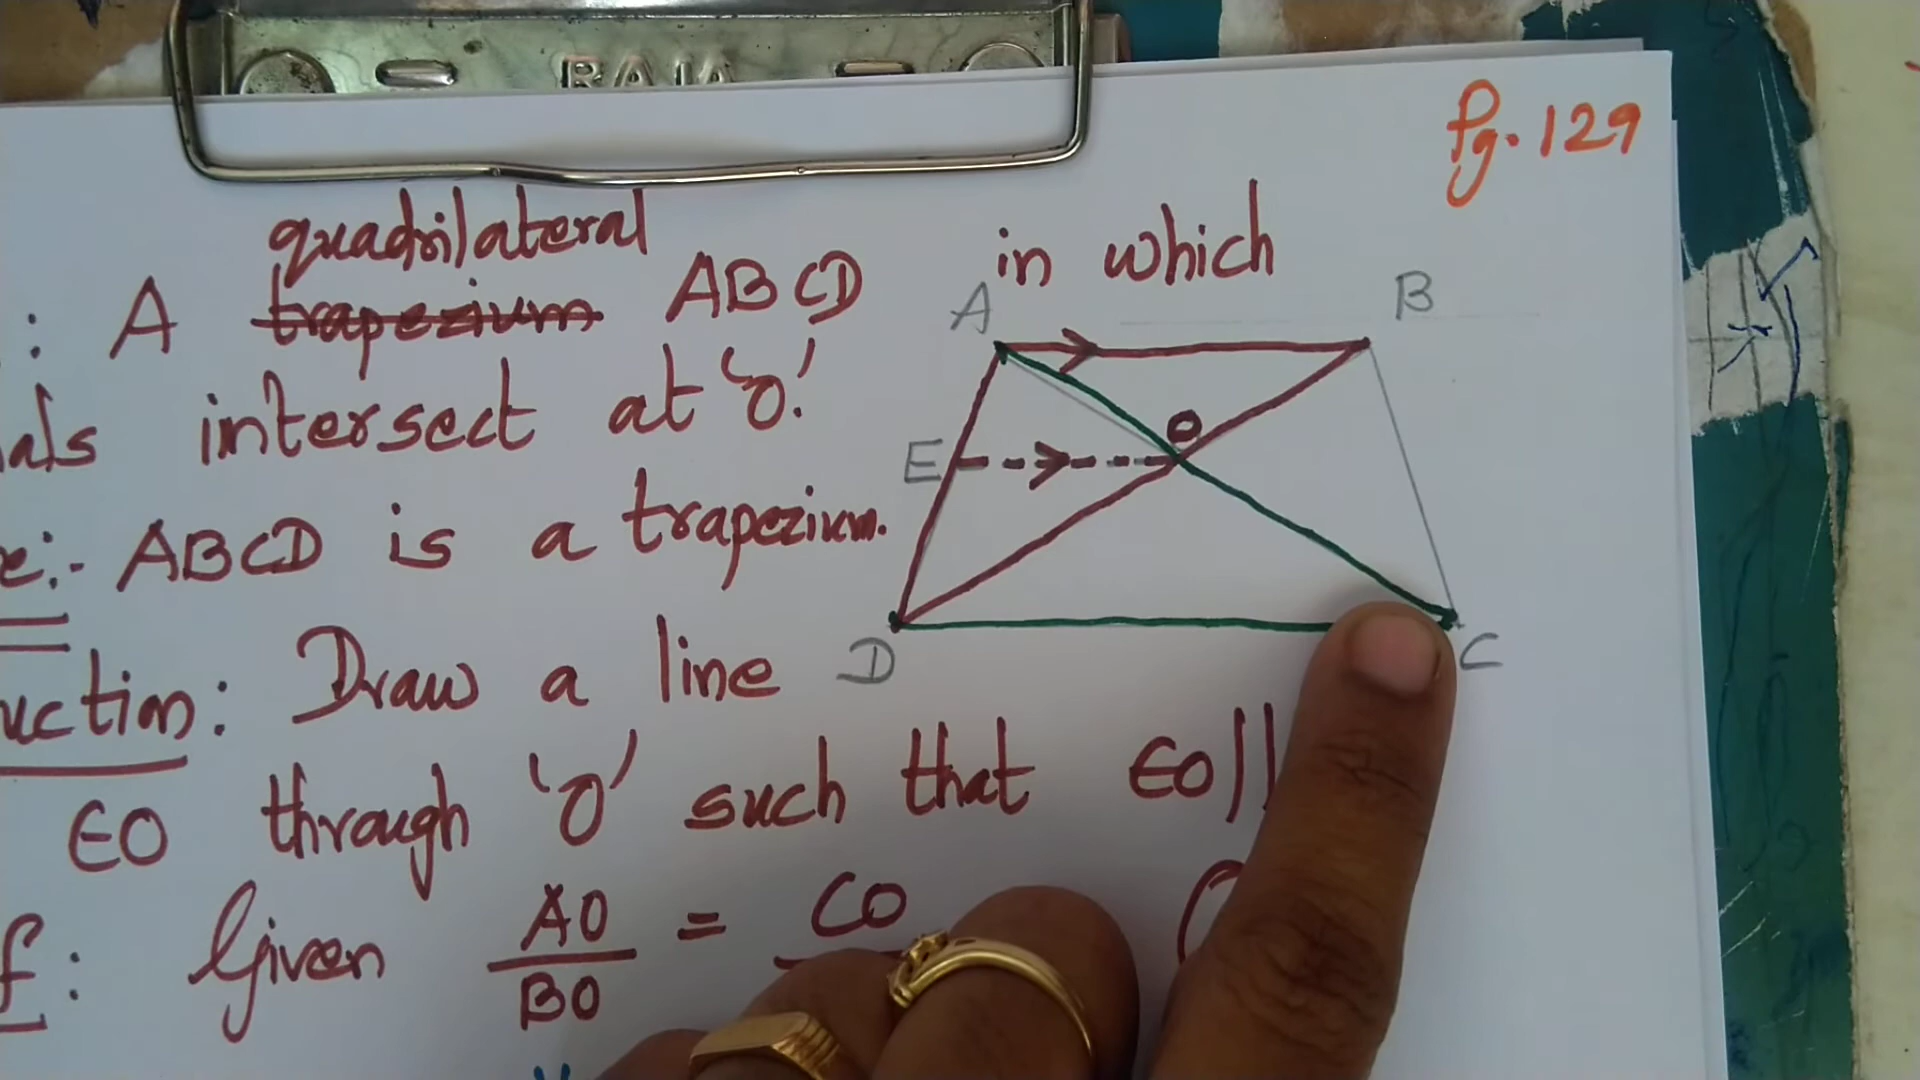 RAJA
Pg. 129
quadrilateral
: A trapezium ABCD in which
als intersect at 'O'.
e:- ABCD is a trapezium.
uction: Draw a line
EO through 'O' such that EO||
f: Given AO/BO = CO
A
B
E
O
D
C